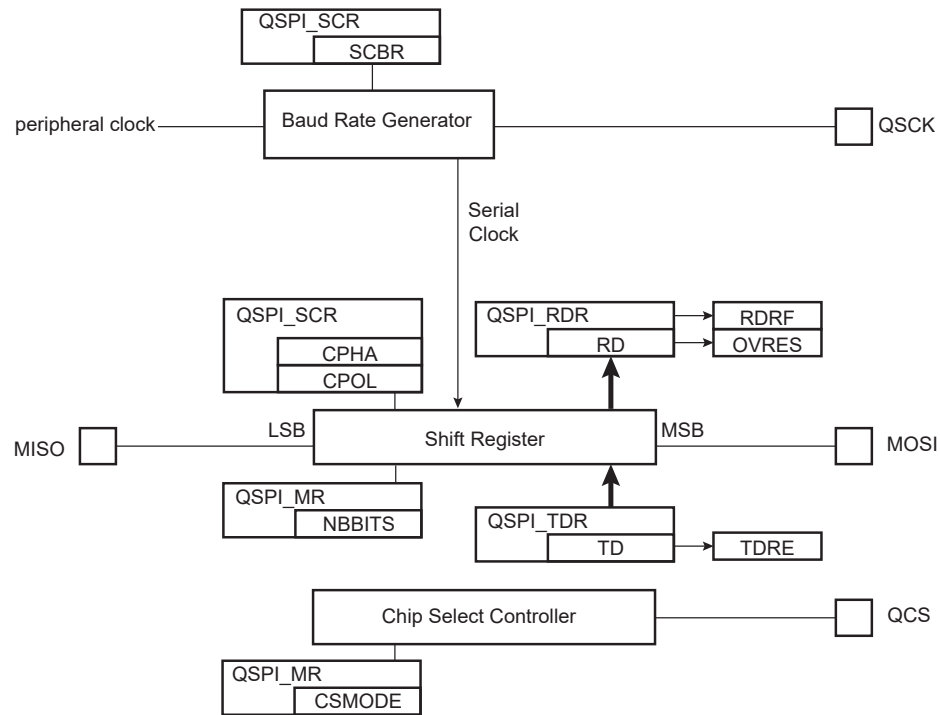 QSPI_SCR
SCBR
peripheral clock
Baud Rate Generator
QSCK
Serial
Clock
QSPI_SCR
CPHA
CPOL
QSPI_RDR
RD
RDRF
OVRES
MISO
LSB
Shift Register
MSB
MOSI
QSPI_MR
NBBITS
QSPI_TDR
TD
TDRE
Chip Select Controller
QCS
QSPI_MR
CSMODE